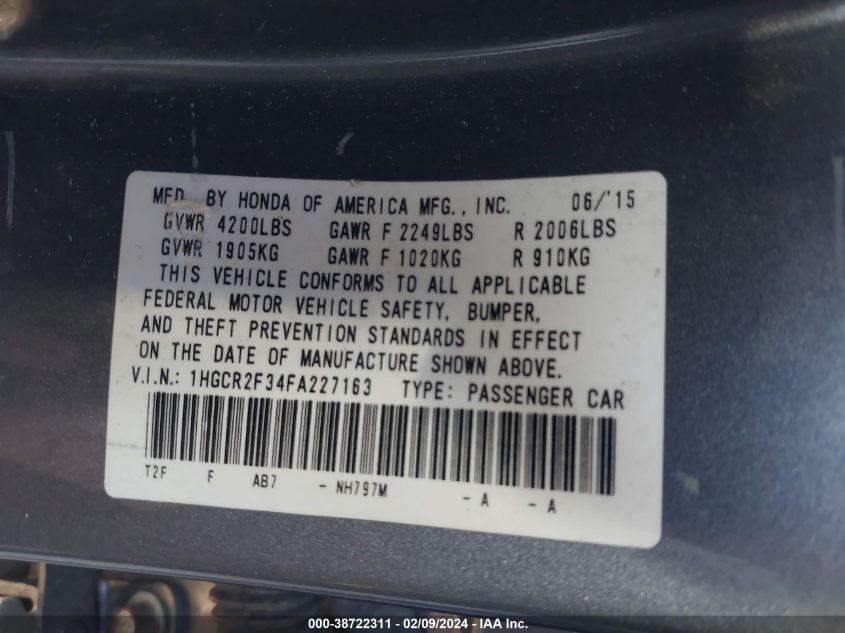 MFD. BY HONDA OF AMERICA MFG., INC. 06/'15
GVWR 4200LBS GAWR F 2249LBS R 2006LBS
GVWR 1905KG GAWR F 1020KG R 910KG
THIS VEHICLE CONFORMS TO ALL APPLICABLE
FEDERAL MOTOR VEHICLE SAFETY, BUMPER,
AND THEFT PREVENTION STANDARDS IN EFFECT
ON THE DATE OF MANUFACTURE SHOWN ABOVE.
V.I.N.: 1HGCR2F34FA227163 TYPE: PASSENGER CAR
T2F F AB7 - NH797M - A - A
000-38722311 - 02/09/2024 - IAA Inc.